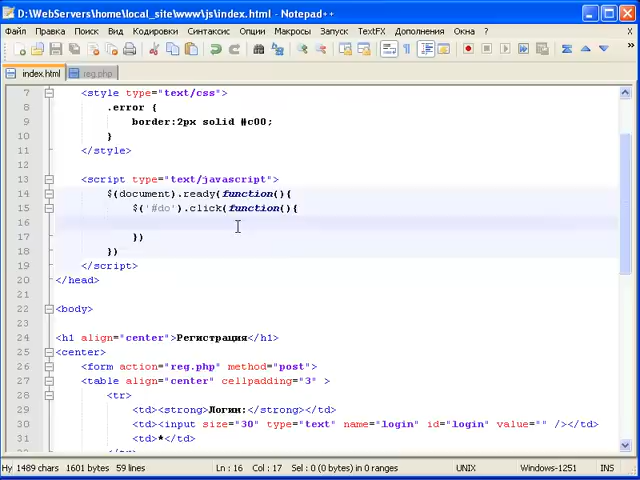 D:\WebServers\home\local_site\www\js\index.html - Notepad++
Файл Правка Поиск Вид Кодировки Синтаксис Опции Макросы Запуск TextFX Дополнения Окна ? X
index.html reg.php
7 <style type="text/css">
8 .error {
9 border:2px solid #c00;
10 }
11 </style>
12
13 <script type="text/javascript">
14 $(document).ready(function(){
15 $('#do').click(function(){
16
17 })
18 })
19 </script>
20 </head>
21
22 <body>
23
24 <h1 align="center">Регистрация</h1>
25 <center>
26 <form action="reg.php" method="post">
27 <table align="center" cellpadding="3" >
28 <tr>
29 <td><strong>Логин:</strong></td>
30 <td><input size="30" type="text" name="login" id="login" value="" /></td>
31 <td>*</td>
Hy 1489 chars 1601 bytes 59 lines Ln : 16 Col : 17 Sel : 0 (0 bytes) in 0 ranges UNIX Windows-1251 INS